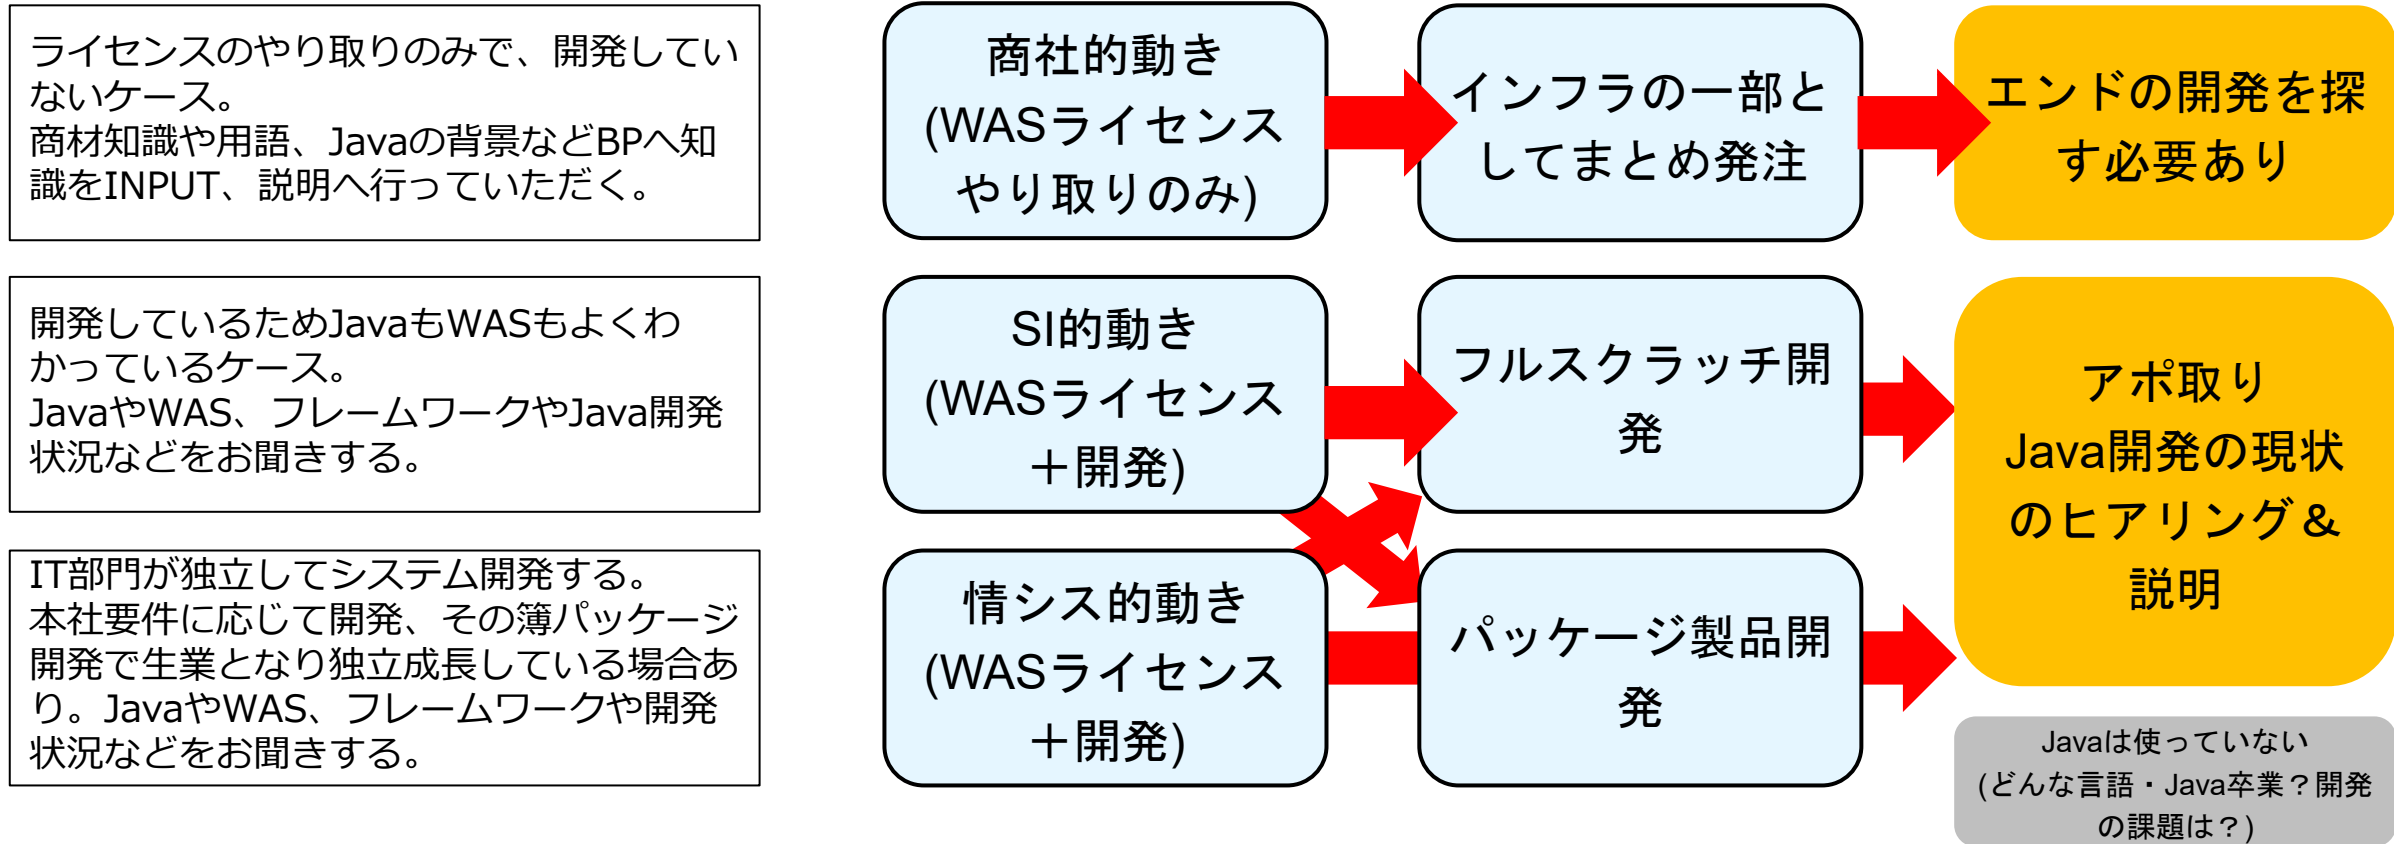 ライセンスのやり取りのみで、開発してい
ないケース。
商材知識や用語、Javaの背景などBPへ知
識をINPUT、説明へ行っていただく。
商社的動き
(WASライセンス
やり取りのみ)
インフラの一部と
してまとめ発注
エンドの開発を探
す必要あり
開発しているためJavaもWASもよくわ
かっているケース。
JavaやWAS、フレームワークやJava開発
状況などをお聞きする。
SI的動き
(WASライセンス
＋開発)
フルスクラッチ開
発
アポ取り
Java開発の現状
のヒアリング＆
説明
IT部門が独立してシステム開発する。
本社要件に応じて開発、その簿パッケージ
開発で生業となり独立成長している場合あ
り。JavaやWAS、フレームワークや開発
状況などをお聞きする。
情シス的動き
(WASライセンス
＋開発)
パッケージ製品開
発
Javaは使っていない
(どんな言語・Java卒業？開発
の課題は？)